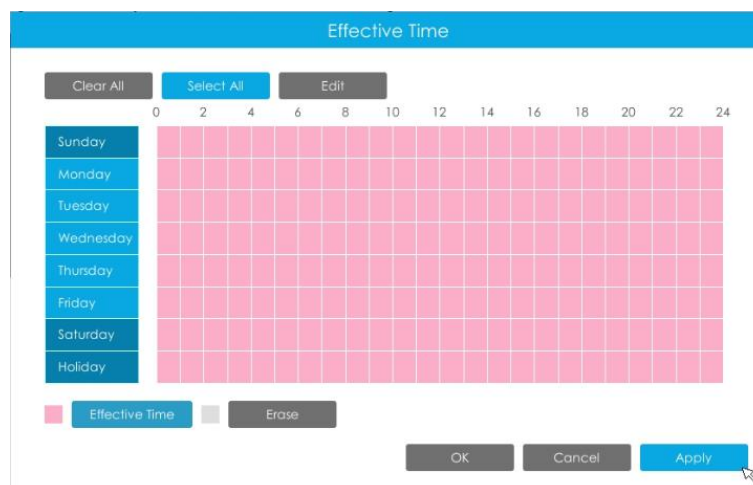 Effective Time
Clear All Select All Edit
0 2 4 6 8 10 12 14 16 18 20 22 24
Sunday
Monday
Tuesday
Wednesday
Thursday
Friday
Saturday
Holiday
Effective Time Erase
OK Cancel Apply